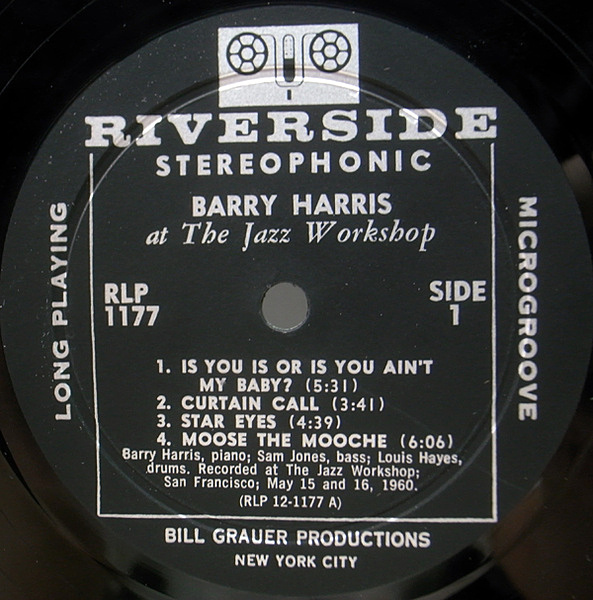 RIVERSIDE
STEREOPHONIC
BARRY HARRIS
at The Jazz Workshop
LONG PLAYING
MICROGROOVE
RLP
1177
SIDE
1
1. IS YOU IS OR IS YOU AIN'T
MY BABY? (5:31)
2. CURTAIN CALL (3:41)
3. STAR EYES (4:39)
4. MOOSE THE MOOCHE (6:06)
Barry Harris, piano; Sam Jones, bass; Louis Hayes,
drums. Recorded at The Jazz Workshop;
San Francisco; May 15 and 16, 1960.
(RLP 12-1177 A)
BILL GRAUER PRODUCTIONS
NEW YORK CITY